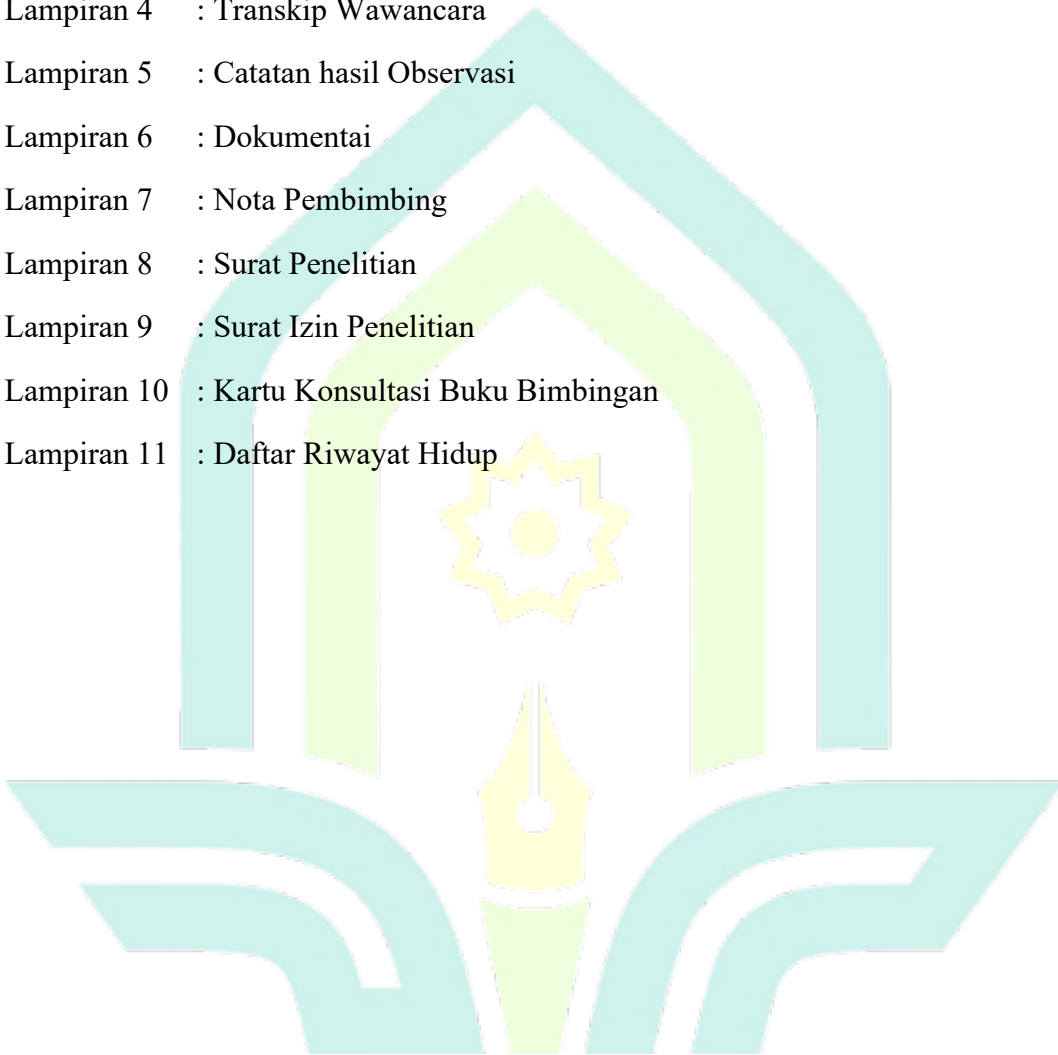 Lampiran 4 : Transkip Wawancara
Lampiran 5 : Catatan hasil Observasi
Lampiran 6 : Dokumentai
Lampiran 7 : Nota Pembimbing
Lampiran 8 : Surat Penelitian
Lampiran 9 : Surat Izin Penelitian
Lampiran 10 : Kartu Konsultasi Buku Bimbingan
Lampiran 11 : Daftar Riwayat Hidup